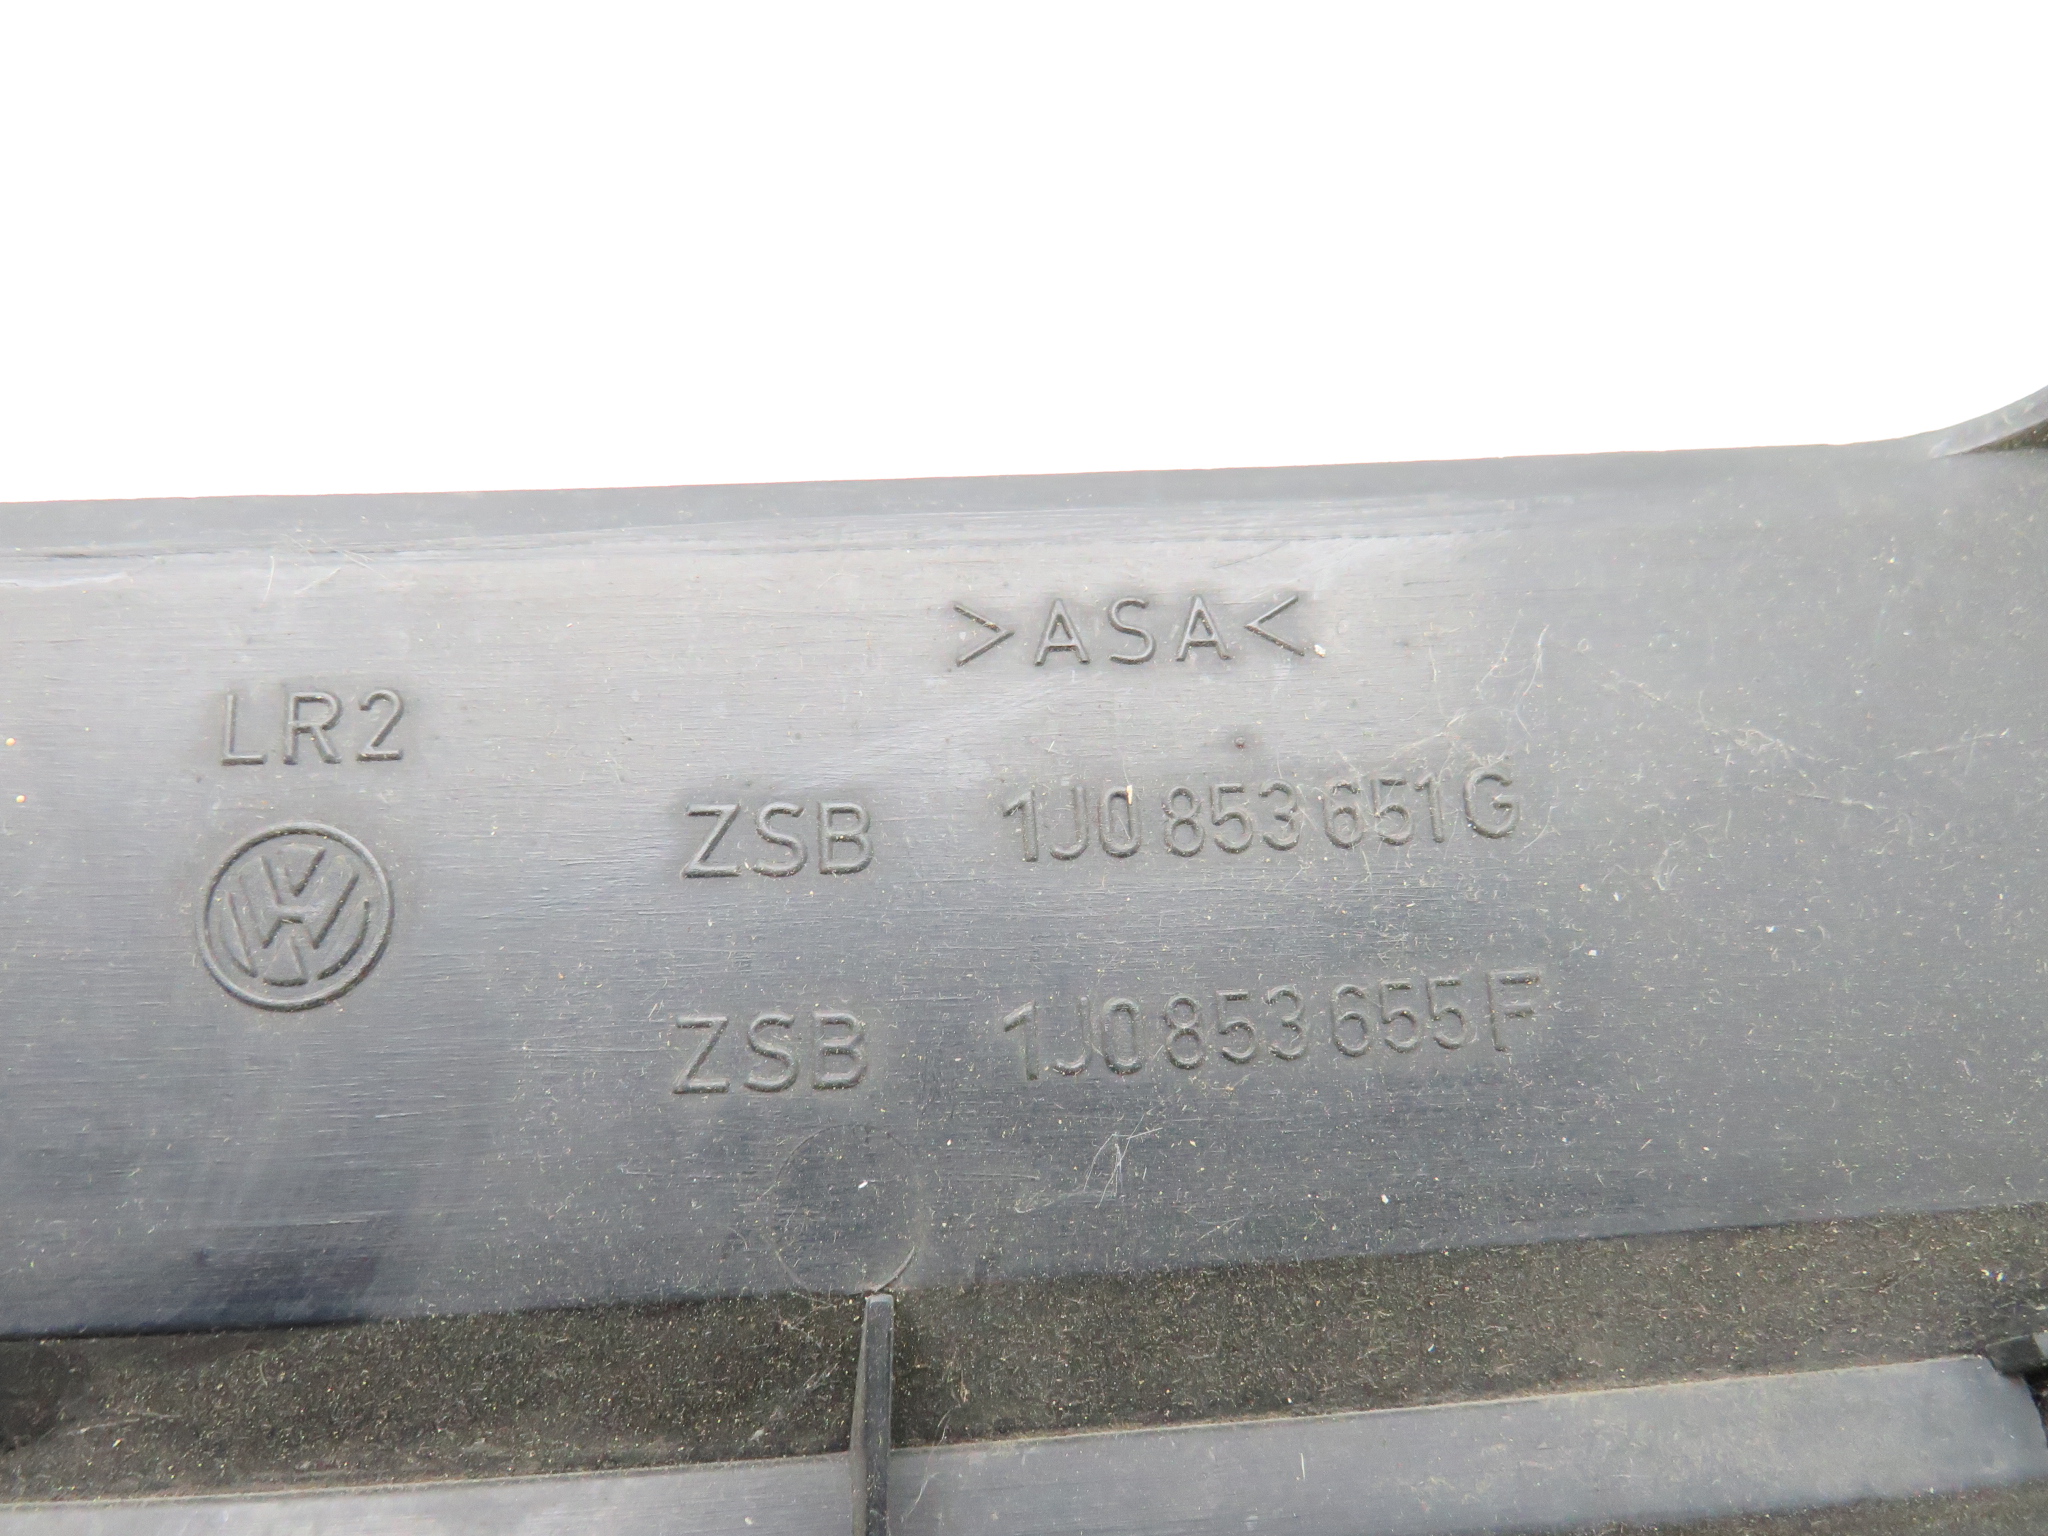 >ASA<
LR2
ZSB 1J0 853 651 G
ZSB 1J0 853 655 F